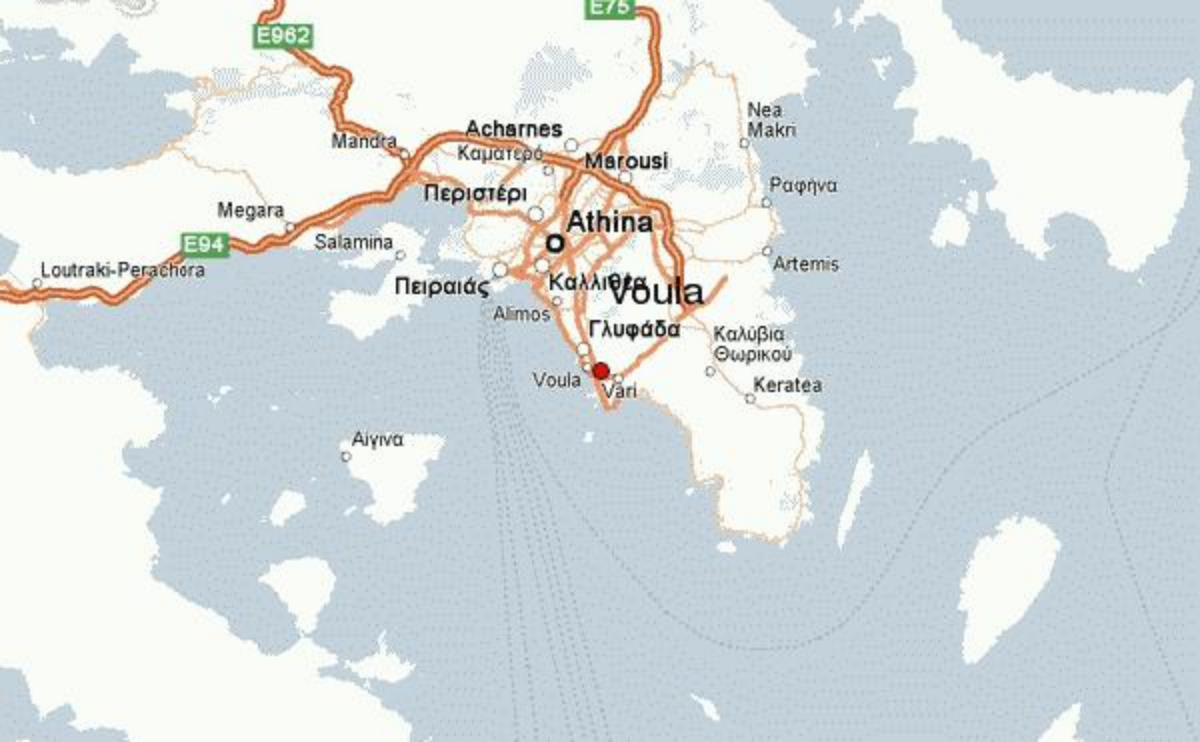 E75
E962
Nea
Makri
Acharnes
Mandra
Καματερό
Marousi
Περιστέρι
Ραφήνα
Megara
Athina
Salamina
E94
Artemis
Loutraki-Perachora
Πειραιάς
Καλλιθέα
Voula
Alimos
Γλυφάδα
Καλύβια
Θωρικού
Voula
Vari
Keratea
Αίγινα